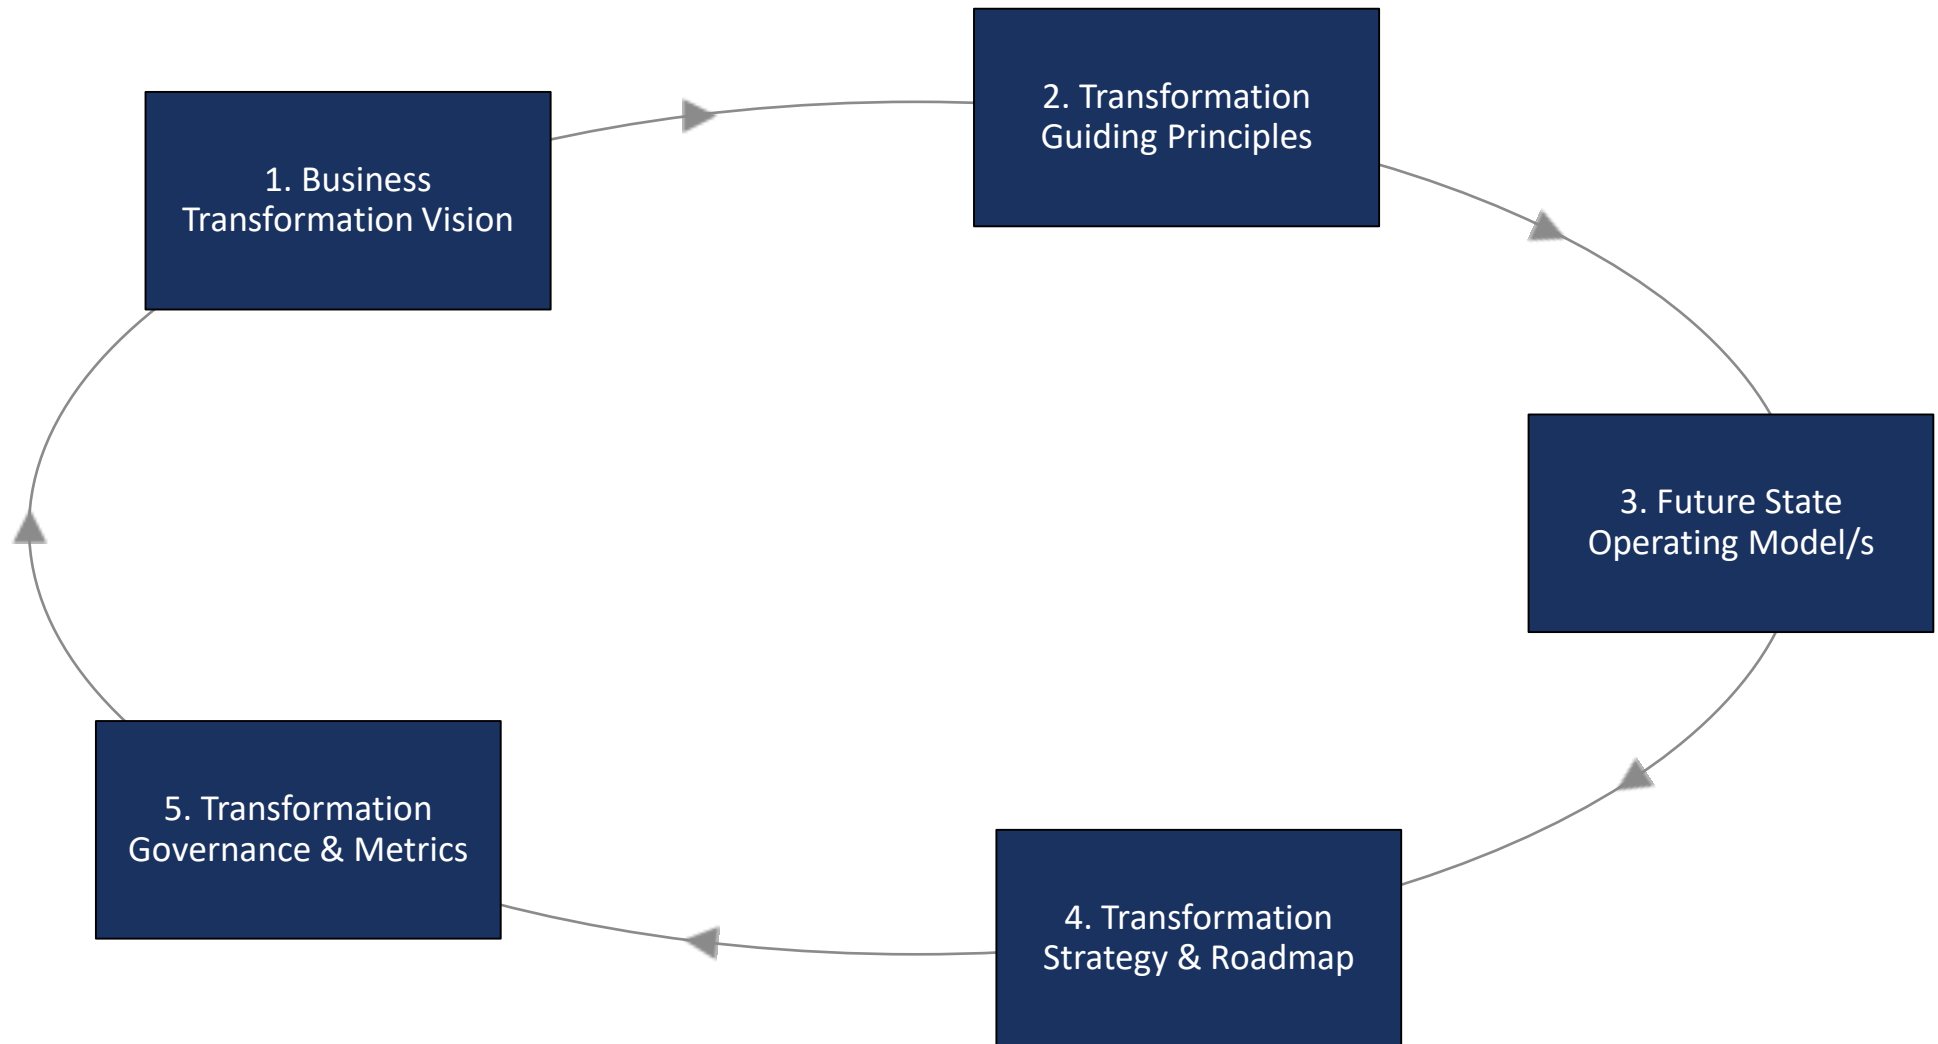 1. Business
Transformation Vision
2. Transformation
Guiding Principles
3. Future State
Operating Model/s
4. Transformation
Strategy & Roadmap
5. Transformation
Governance & Metrics